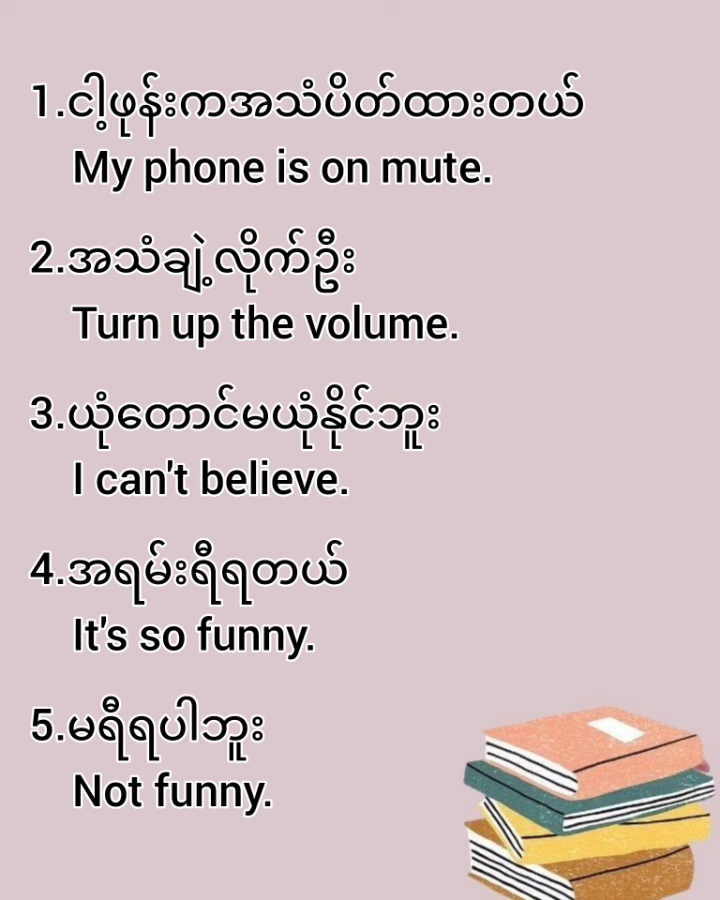 1.ငါ့ဖုန်းကအသံပိတ်ထားတယ်
My phone is on mute.
2.အသံချဲ့လိုက်ဦး
Turn up the volume.
3.ယုံတောင်မယုံနိုင်ဘူး
I can't believe.
4.အရမ်းရီရတယ်
It's so funny.
5.မရီရပါဘူး
Not funny.